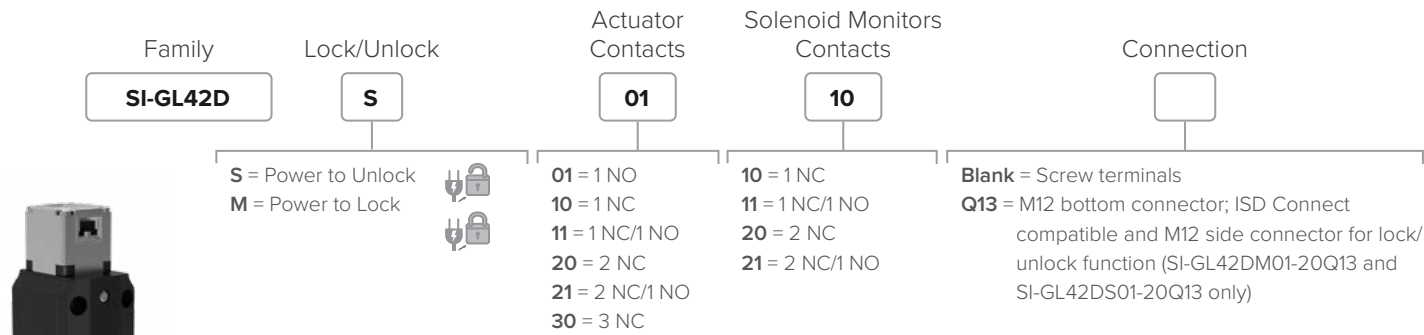 Family
Lock/Unlock
Actuator
Contacts
Solenoid Monitors
Contacts
Connection
SI-GL42D
S
01
10
S = Power to Unlock
M = Power to Lock
01 = 1 NO
10 = 1 NC
11 = 1 NC/1 NO
20 = 2 NC
21 = 2 NC/1 NO
30 = 3 NC
10 = 1 NC
11 = 1 NC/1 NO
20 = 2 NC
21 = 2 NC/1 NO
Blank = Screw terminals
Q13 = M12 bottom connector; ISD Connect
compatible and M12 side connector for lock/
unlock function (SI-GL42DM01-20Q13 and
SI-GL42DS01-20Q13 only)